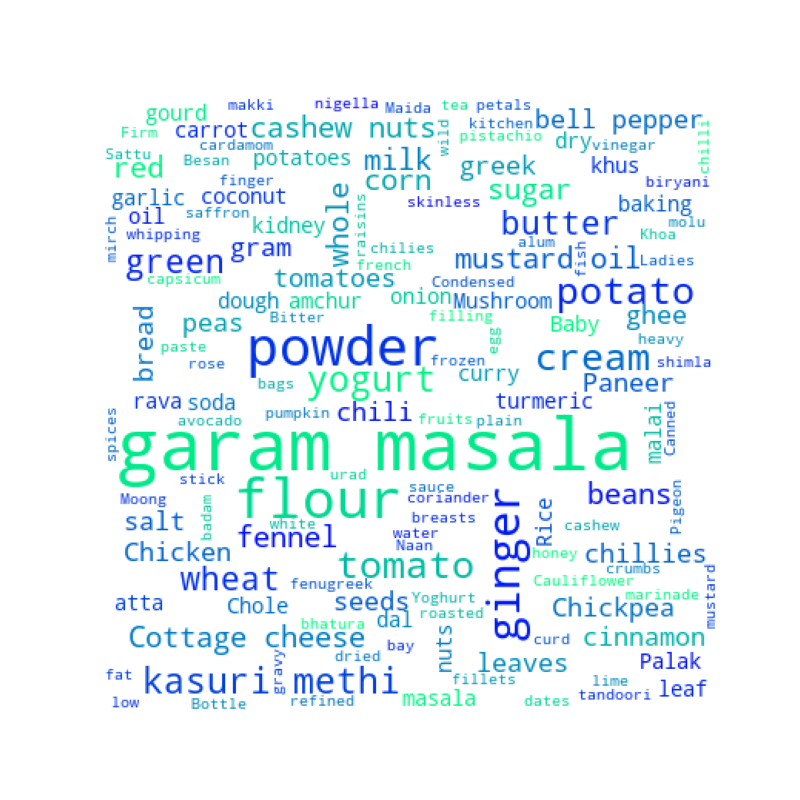 makki nigella Maida tea petals
gourd kitchen bell pepper
Firm carrot cashew nuts wild pistachio dry vinegar chilli
cardamom
Sattu red Besan potatoes milk greek khus
finger corn sugar biryani
garlic oil coconut whole raisins skinless butter baking
saffron kidney molu
mirch whipping gram chilies alum fish Khoa
green french mustard oil Ladies
capsicum tomatoes Condensed potato
dough amchur onion Mushroom
bread peas Bitter filling egg Baby ghee
paste powder cream heavy
rose frozen shimla
bags yogurt curry Paneer
rava soda chili turmeric
spices avocado pumpkin fruits plain malai Canned
garam masala
stick urad
Moong badam flour sauce coriander ginger beans Pigeon
salt white breasts Rice cashew
fennel water
Chicken Naan honey chillies
wheat fenugreek tomato Cauliflower crumbs mustard
atta Chole seeds Yoghurt marinade
roasted Chickpea
bhatura dal
Cottage cheese nuts curd cinnamon
gravy dried bay leaves Palak
fat kasuri methi fillets lime leaf
low Bottle refined masala dates tandoori